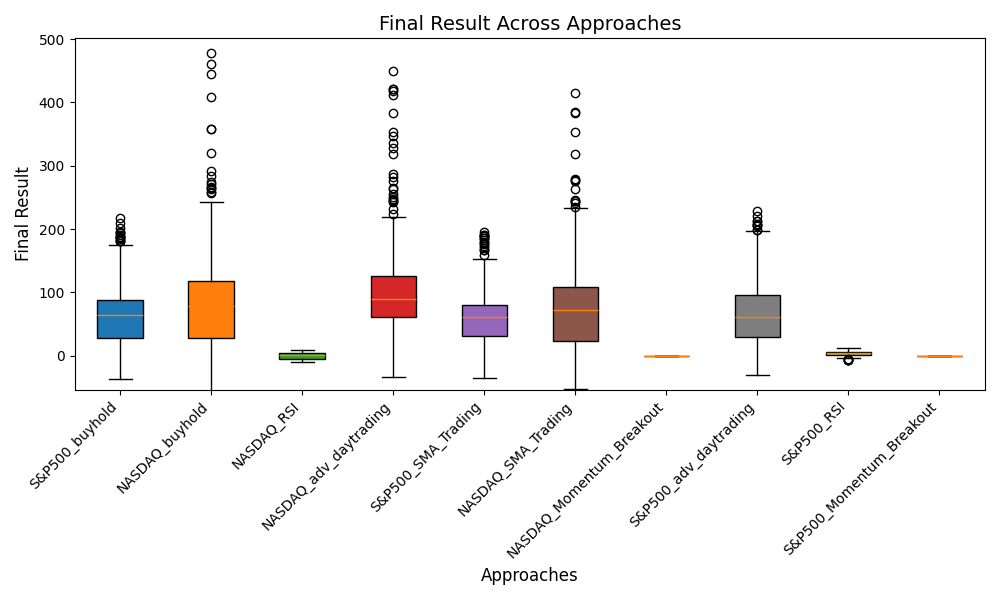 Final Result Across Approaches
Final Result
500
400
300
200
100
0
S&P500_buyhold
NASDAQ_buyhold
NASDAQ_RSI
NASDAQ_adv_daytrading
S&P500_SMA_Trading
NASDAQ_SMA_Trading
NASDAQ_Momentum_Breakout
S&P500_adv_daytrading
S&P500_RSI
S&P500_Momentum_Breakout
Approaches